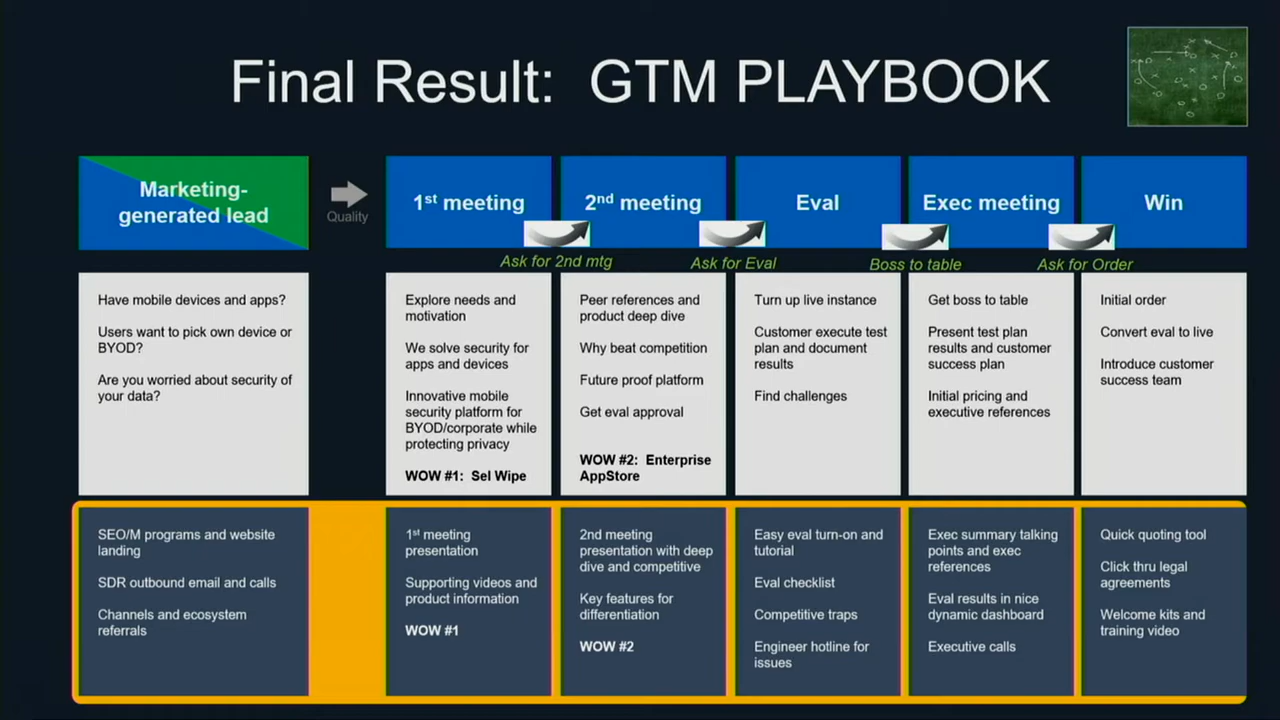 Final Result: GTM PLAYBOOK
Marketing-
generated lead
Quality
1st meeting
2nd meeting
Eval
Exec meeting
Win
Ask for 2nd mtg
Ask for Eval
Boss to table
Ask for Order
Have mobile devices and apps?
Users want to pick own device or
BYOD?
Are you worried about security of
your data?
Explore needs and
motivation
We solve security for
apps and devices
Innovative mobile
security platform for
BYOD/corporate while
protecting privacy
WOW #1: Sel Wipe
Peer references and
product deep dive
Why beat competition
Future proof platform
Get eval approval
WOW #2: Enterprise
AppStore
Turn up live instance
Customer execute test
plan and document
results
Find challenges
Get boss to table
Present test plan
results and customer
success plan
Initial pricing and
executive references
Initial order
Convert eval to live
Introduce customer
success team
SEO/M programs and website
landing
SDR outbound email and calls
Channels and ecosystem
referrals
1st meeting
presentation
Supporting videos and
product information
WOW #1
2nd meeting
presentation with deep
dive and competitive
Key features for
differentiation
WOW #2
Easy eval turn-on and
tutorial
Eval checklist
Competitive traps
Engineer hotline for
issues
Exec summary talking
points and exec
references
Eval results in nice
dynamic dashboard
Executive calls
Quick quoting tool
Click thru legal
agreements
Welcome kits and
training video